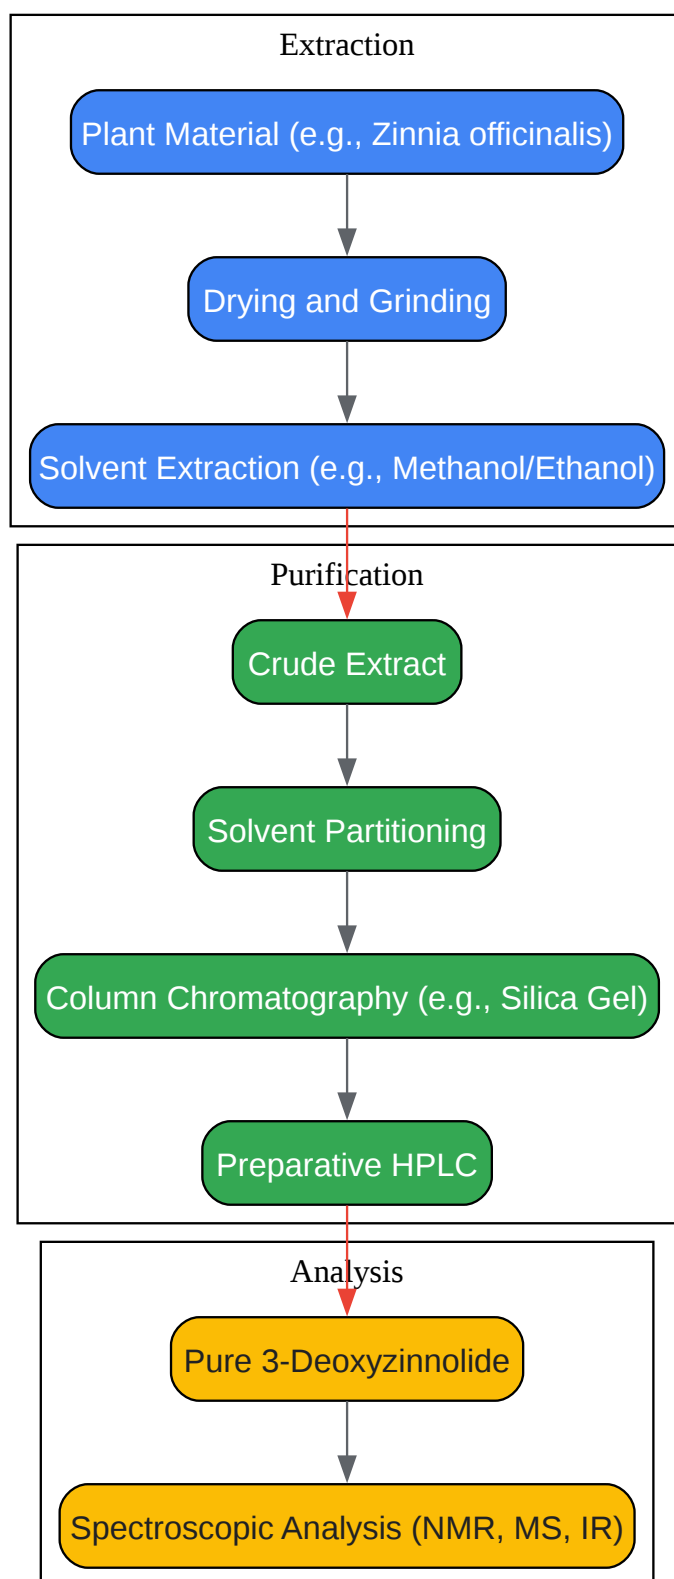 Extraction
Plant Material (e.g., Zinnia officinalis)
Drying and Grinding
Solvent Extraction (e.g., Methanol/Ethanol)
Purification
Crude Extract
Solvent Partitioning
Column Chromatography (e.g., Silica Gel)
Preparative HPLC
Analysis
Pure 3-Deoxyzinnolide
Spectroscopic Analysis (NMR, MS, IR)